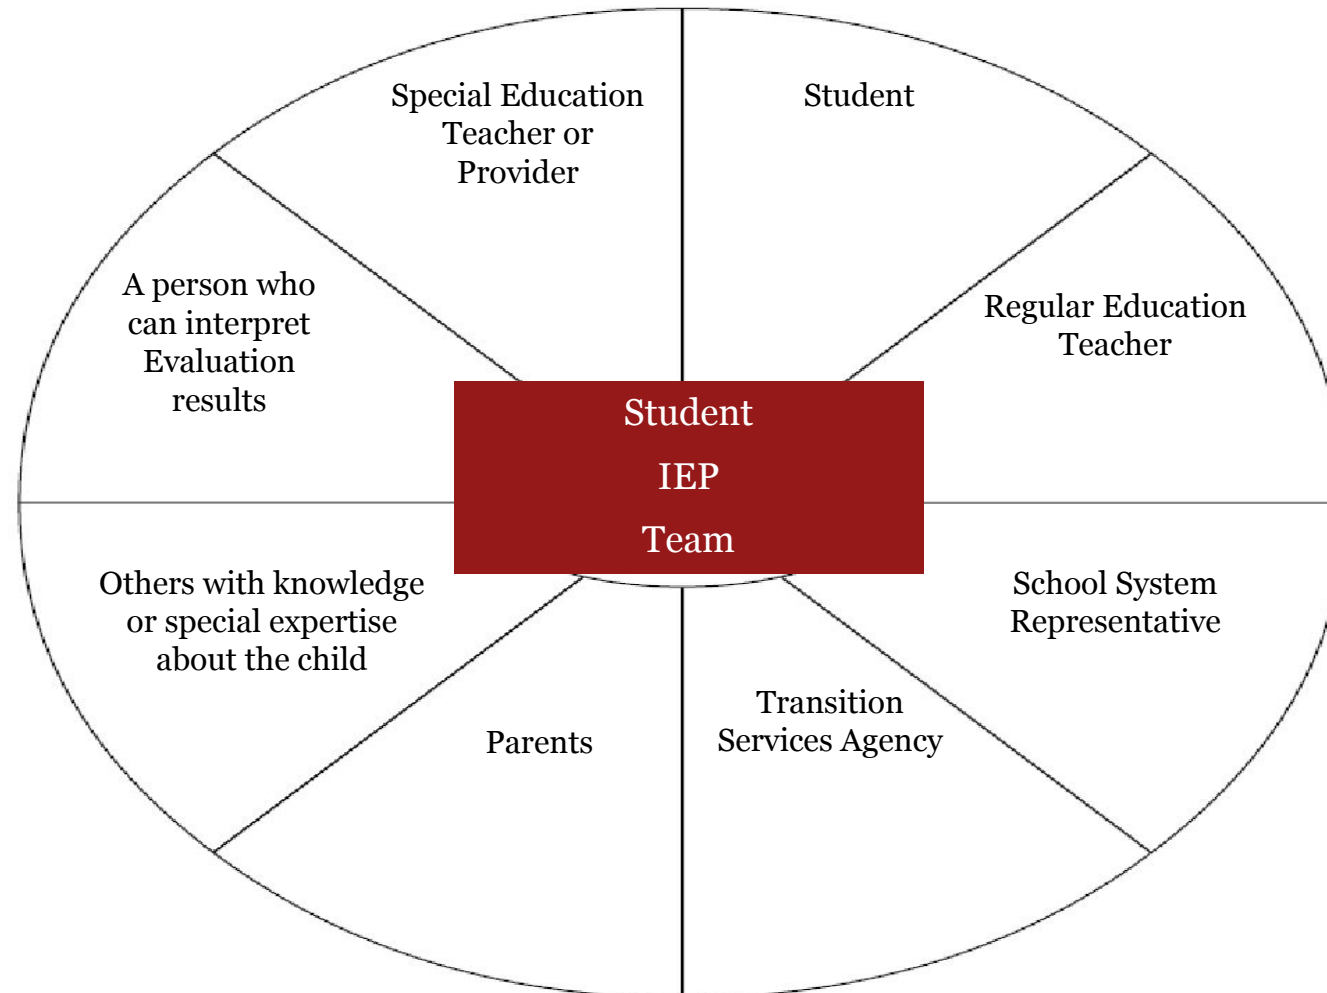 Special Education
Teacher or
Provider
Student
A person who
can interpret
Evaluation
results
Regular Education
Teacher
Student
IEP
Team
Others with knowledge
or special expertise
about the child
School System
Representative
Parents
Transition
Services Agency